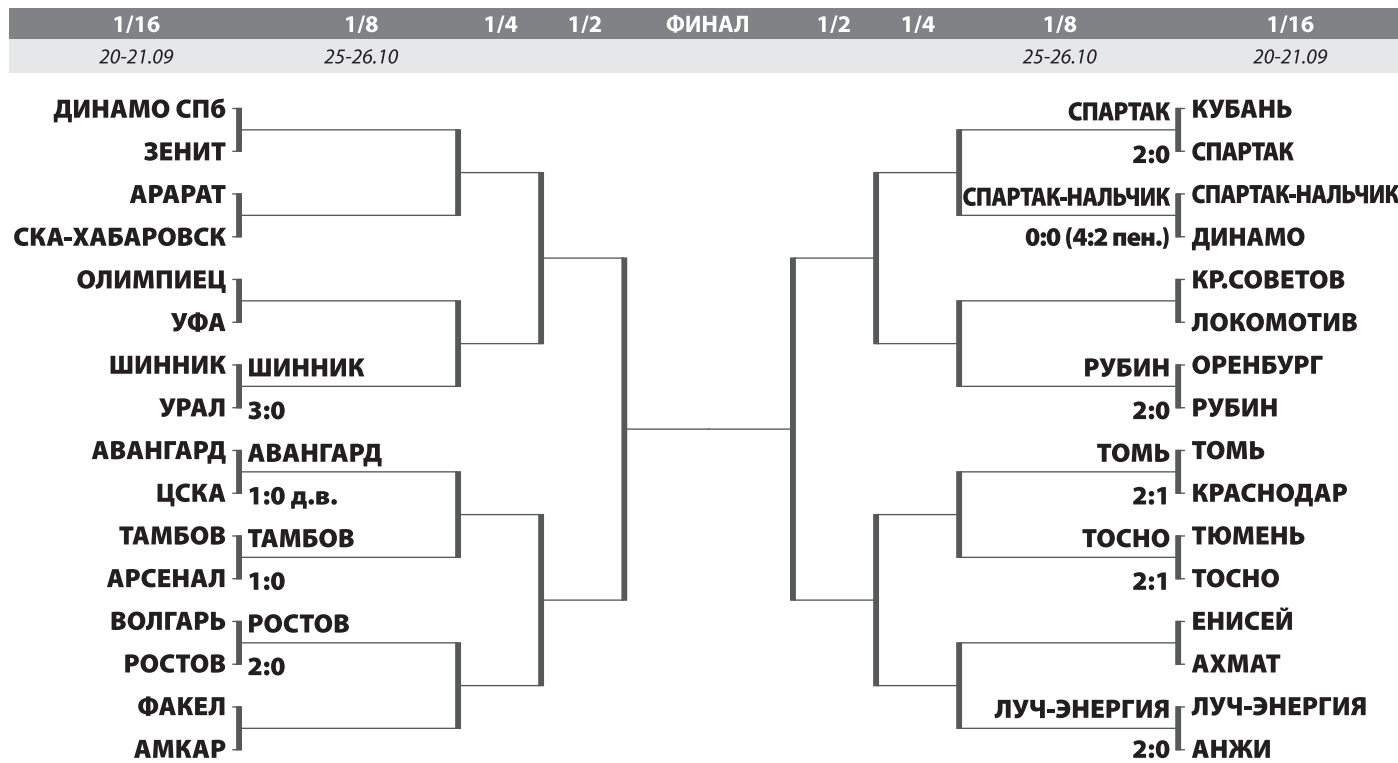 1/16 1/8 1/4 1/2 ФИНАЛ 1/2 1/4 1/8 1/16
20-21.09 25-26.10 25-26.10 20-21.09
ДИНАМО СПб СПАРТАК КУБАНЬ
ЗЕНИТ 2:0 СПАРТАК
АРАРАТ СПАРТАК-НАЛЬЧИК СПАРТАК-НАЛЬЧИК
СКА-ХАБАРОВСК 0:0 (4:2 пен.) ДИНАМО
ОЛИМПИЕЦ КР.СОВЕТОВ
УФА ЛОКОМОТИВ
ШИННИК ШИННИК РУБИН ОРЕНБУРГ
УРАЛ 3:0 2:0 РУБИН
АВАНГАРД АВАНГАРД ТОМЬ ТОМЬ
ЦСКА 1:0 д.в. 2:1 КРАСНОДАР
ТАМБОВ ТАМБОВ ТОСНО ТЮМЕНЬ
АРСЕНАЛ 1:0 2:1 ТОСНО
ВОЛГАРЬ РОСТОВ ЕНИСЕЙ
РОСТОВ 2:0 АХМАТ
ФАКЕЛ ЛУЧ-ЭНЕРГИЯ ЛУЧ-ЭНЕРГИЯ
АМКАР 2:0 АНЖИ